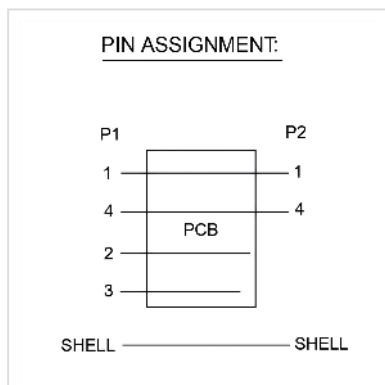 PIN ASSIGNMENT:
P1 P2
1 1
4 4
PCB
2
3
SHELL SHELL